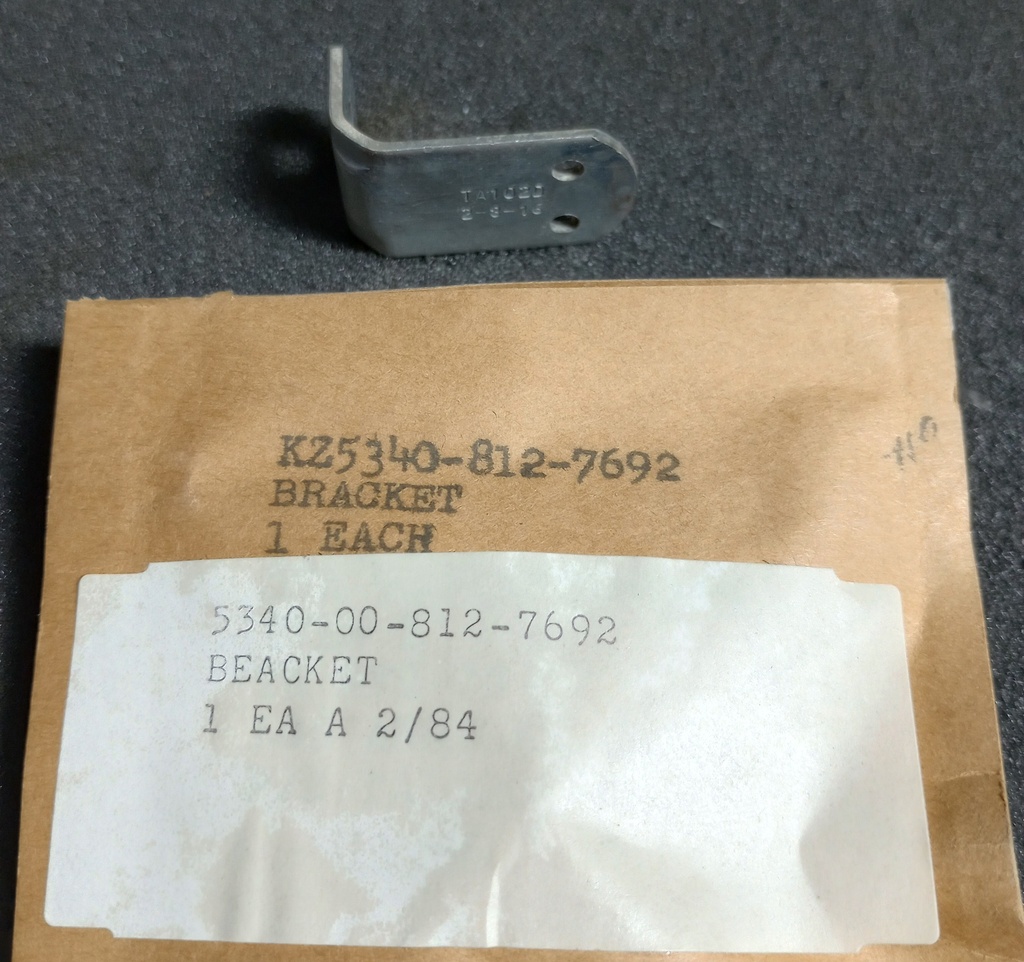 KZ5340-812-7692
BRACKET
1 EACH
5340-00-812-7692
BEACKET
1 EA A 2/84